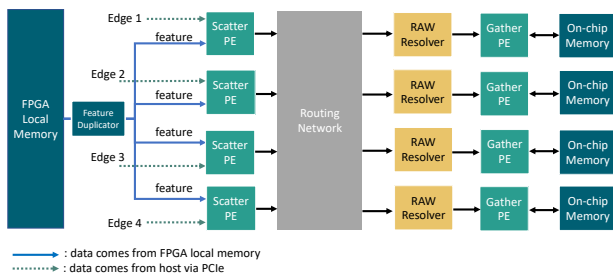 Edge 1
feature
Scatter
PE
RAW
Resolver
Gather
PE
On-chip
Memory
Edge 2
feature
Scatter
PE
RAW
Resolver
Gather
PE
On-chip
Memory
FPGA
Local
Memory
Feature
Duplicator
Routing
Network
feature
Edge 3
Scatter
PE
RAW
Resolver
Gather
PE
On-chip
Memory
feature
Edge 4
Scatter
PE
RAW
Resolver
Gather
PE
On-chip
Memory
: data comes from FPGA local memory
: data comes from host via PCIe